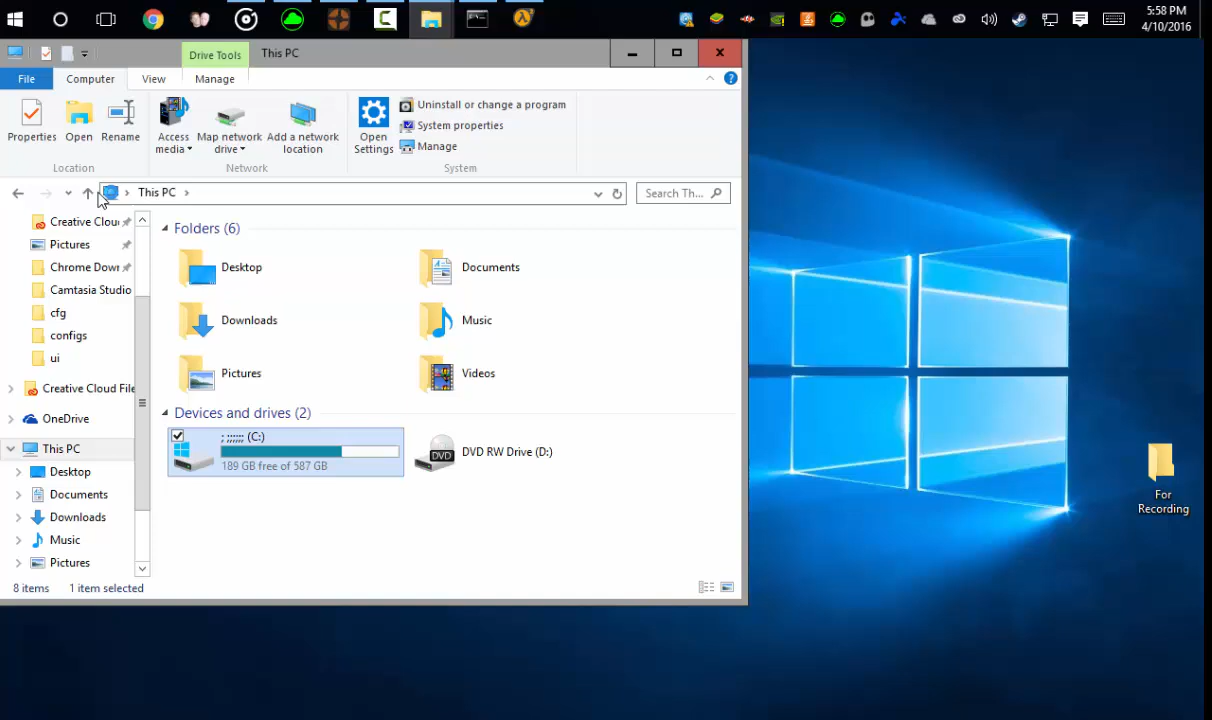 5:58 PM
4/10/2016
Drive Tools
This PC
File
Computer
View
Manage
Properties
Open
Rename
Access
media
Map network
drive
Add a network
location
Open
Settings
Uninstall or change a program
System properties
Manage
Location
Network
System
This PC
Search Th...
Creative Clou
Pictures
Chrome Down
Camtasia Studio
cfg
configs
ui
Creative Cloud File
OneDrive
This PC
Desktop
Documents
Downloads
Music
Pictures
Folders (6)
Desktop
Documents
Downloads
Music
Pictures
Videos
Devices and drives (2)
; ;;;;;; (C:)
189 GB free of 587 GB
DVD
DVD RW Drive (D:)
8 items
1 item selected
For
Recording